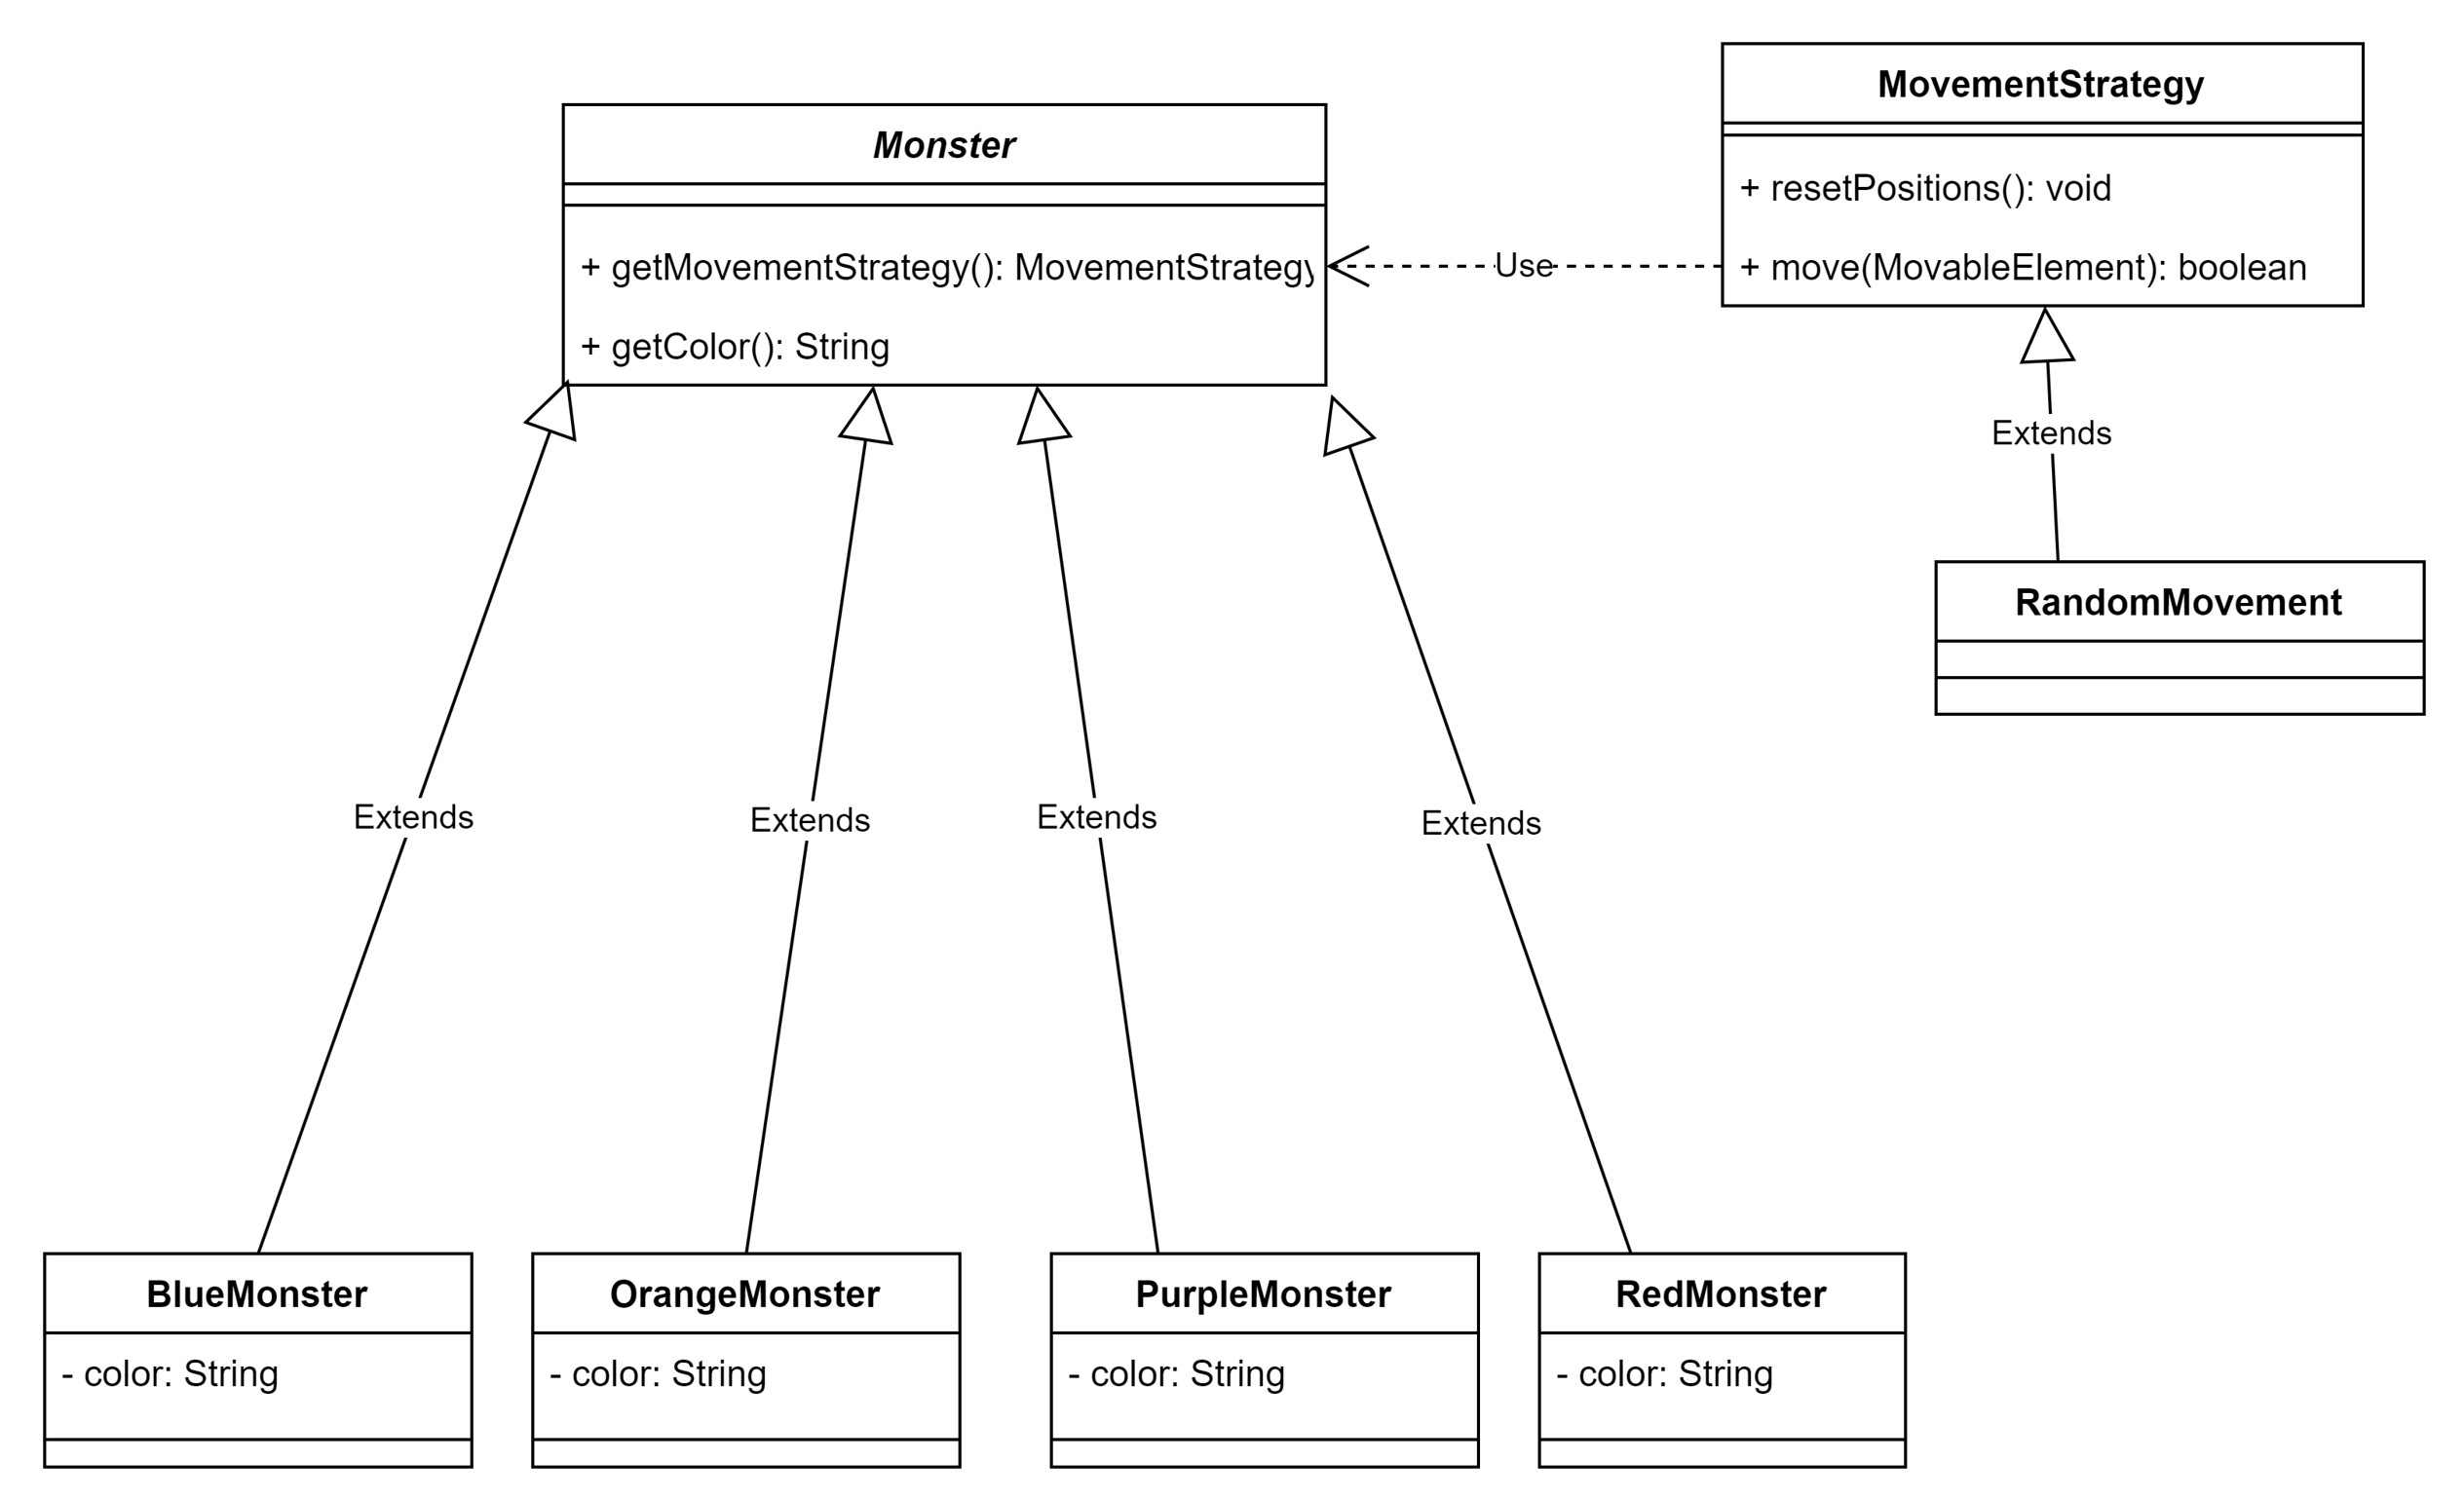 MovementStrategy
+ resetPositions(): void
+ move(MovableElement): boolean
Monster
+ getMovementStrategy(): MovementStrategy
+ getColor(): String
Use
Extends
RandomMovement
Extends
Extends
Extends
Extends
BlueMonster
- color: String
OrangeMonster
- color: String
PurpleMonster
- color: String
RedMonster
- color: String